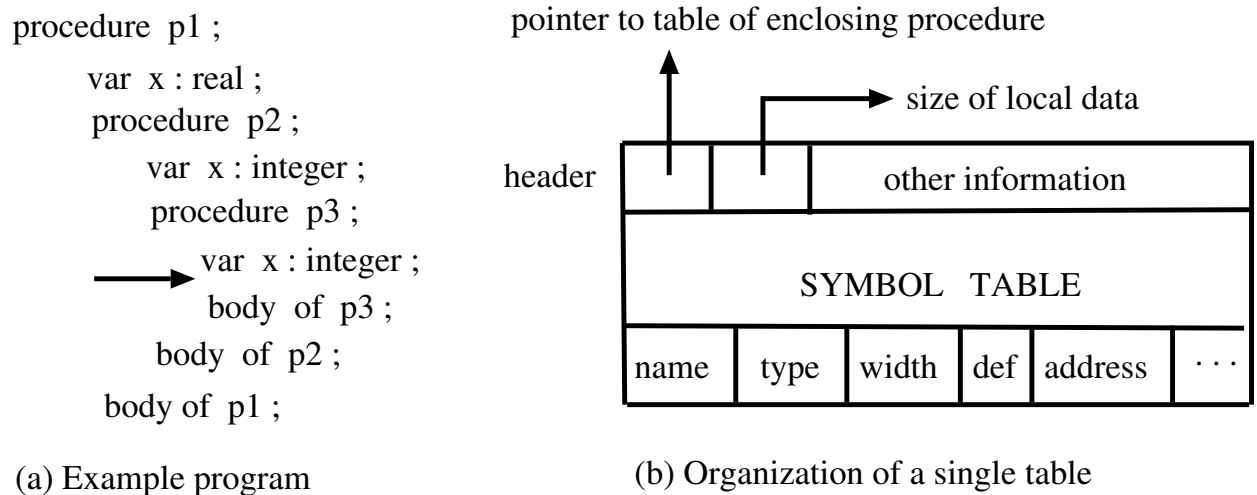 procedure p1 ;
var x : real ;
procedure p2 ;
var x : integer ;
procedure p3 ;
var x : integer ;
body of p3 ;
body of p2 ;
body of p1 ;
(a) Example program
pointer to table of enclosing procedure
size of local data
header
other information
SYMBOL TABLE
name type width def address . . .
(b) Organization of a single table